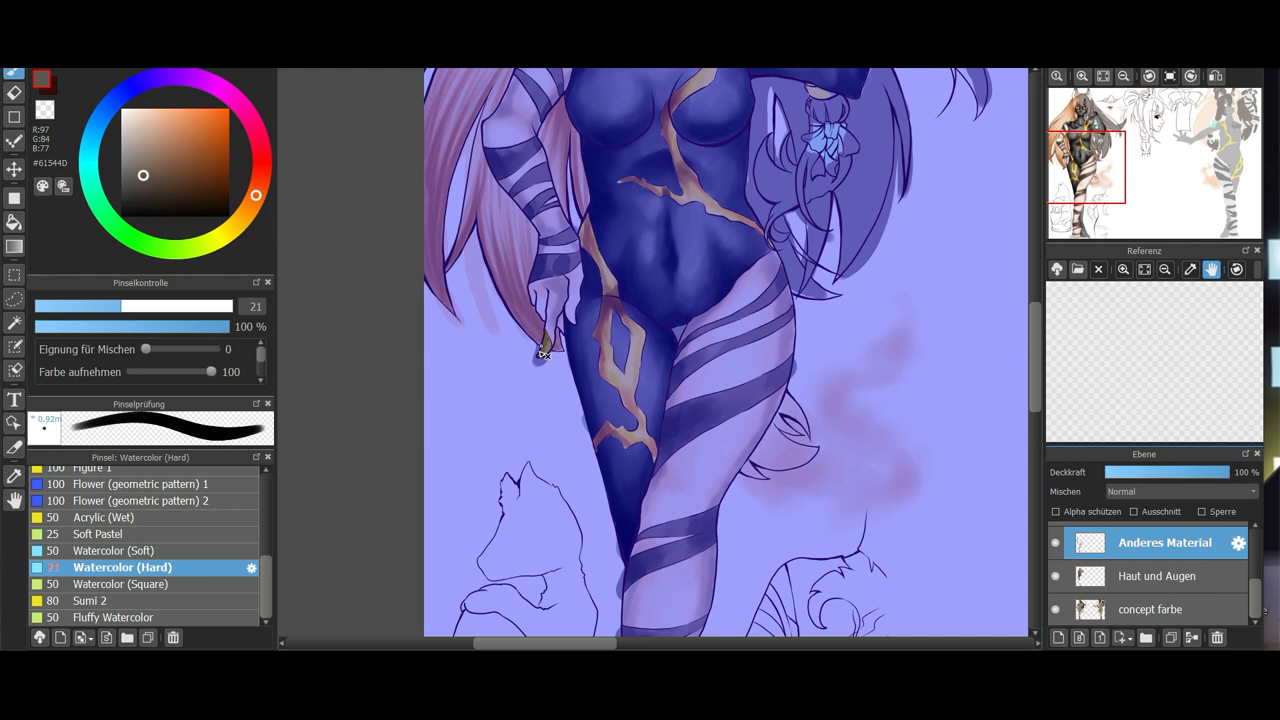 R:97
G:84
B:77
#61544D
Pinselkontrolle
21
100 %
Eignung für Mischen 0
Farbe aufnehmen 100
Pinselprüfung
* 0.92m
Pinsel: Watercolor (Hard)
100 Figure 1
100 Flower (geometric pattern) 1
100 Flower (geometric pattern) 2
50 Acrylic (Wet)
25 Soft Pastel
50 Watercolor (Soft)
21 Watercolor (Hard)
50 Watercolor (Square)
80 Sumi 2
50 Fluffy Watercolor
Referenz
Ebene
Deckkraft 100 %
Mischen Normal
Alpha schützen Ausschnitt Sperre
Anderes Material
Haut und Augen
concept farbe